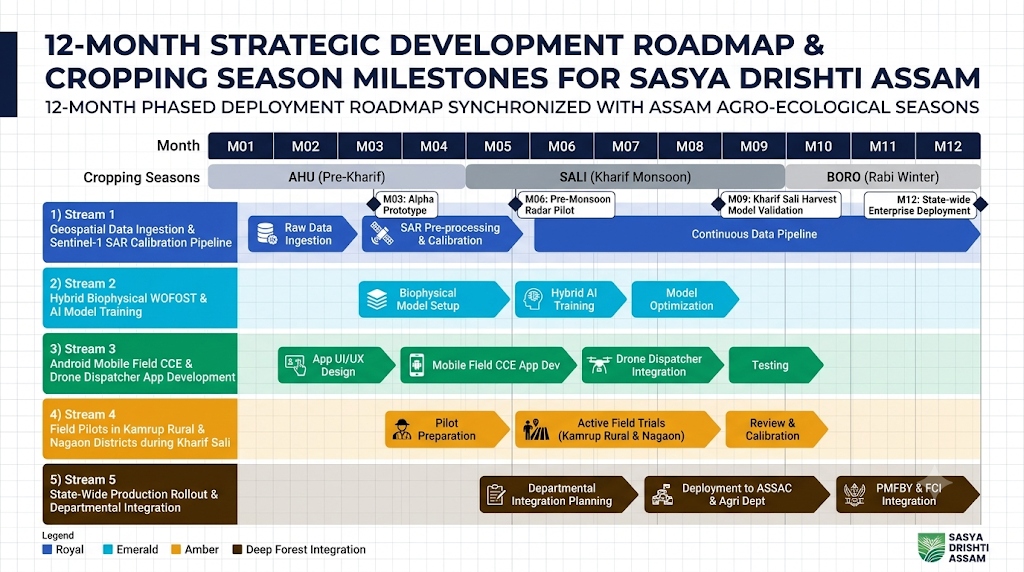 12-MONTH STRATEGIC DEVELOPMENT ROADMAP &
CROPPING SEASON MILESTONES FOR SASYA DRISHTI ASSAM
12-MONTH PHASED DEPLOYMENT ROADMAP SYNCHRONIZED WITH ASSAM AGRO-ECOLOGICAL SEASONS
Month M01 M02 M03 M04 M05 M06 M07 M08 M09 M10 M11 M12
Cropping Seasons AHU (Pre-Kharif) SALI (Kharif Monsoon) BORO (Rabi Winter)
M03: Alpha
Prototype
M06: Pre-Monsoon
Radar Pilot
M09: Kharif Sali Harvest
Model Validation
M12: State-wide
Enterprise Deployment
1) Stream 1
Geospatial Data Ingestion &
Sentinel-1 SAR Calibration Pipeline
Raw Data
Ingestion
SAR Pre-processing
& Calibration
Continuous Data Pipeline
2) Stream 2
Hybrid Biophysical WOFOST &
AI Model Training
Biophysical
Model Setup
Hybrid AI
Training
Model
Optimization
3) Stream 3
Android Mobile Field CCE &
Drone Dispatcher App Development
App UI/UX
Design
Mobile Field CCE App Dev
Drone Dispatcher
Integration
Testing
4) Stream 4
Field Pilots in Kamrup Rural &
Nagaon Districts during Kharif Sali
Pilot
Preparation
Active Field Trials
(Kamrup Rural & Nagaon)
Review &
Calibration
5) Stream 5
State-Wide Production Rollout &
Departmental Integration
Departmental
Integration Planning
Deployment to ASSAC
& Agri Dept
PMFBY & FCI
Integration
Legend
Royal Emerald Amber Deep Forest Integration
SASYA
DRISHTI
ASSAM